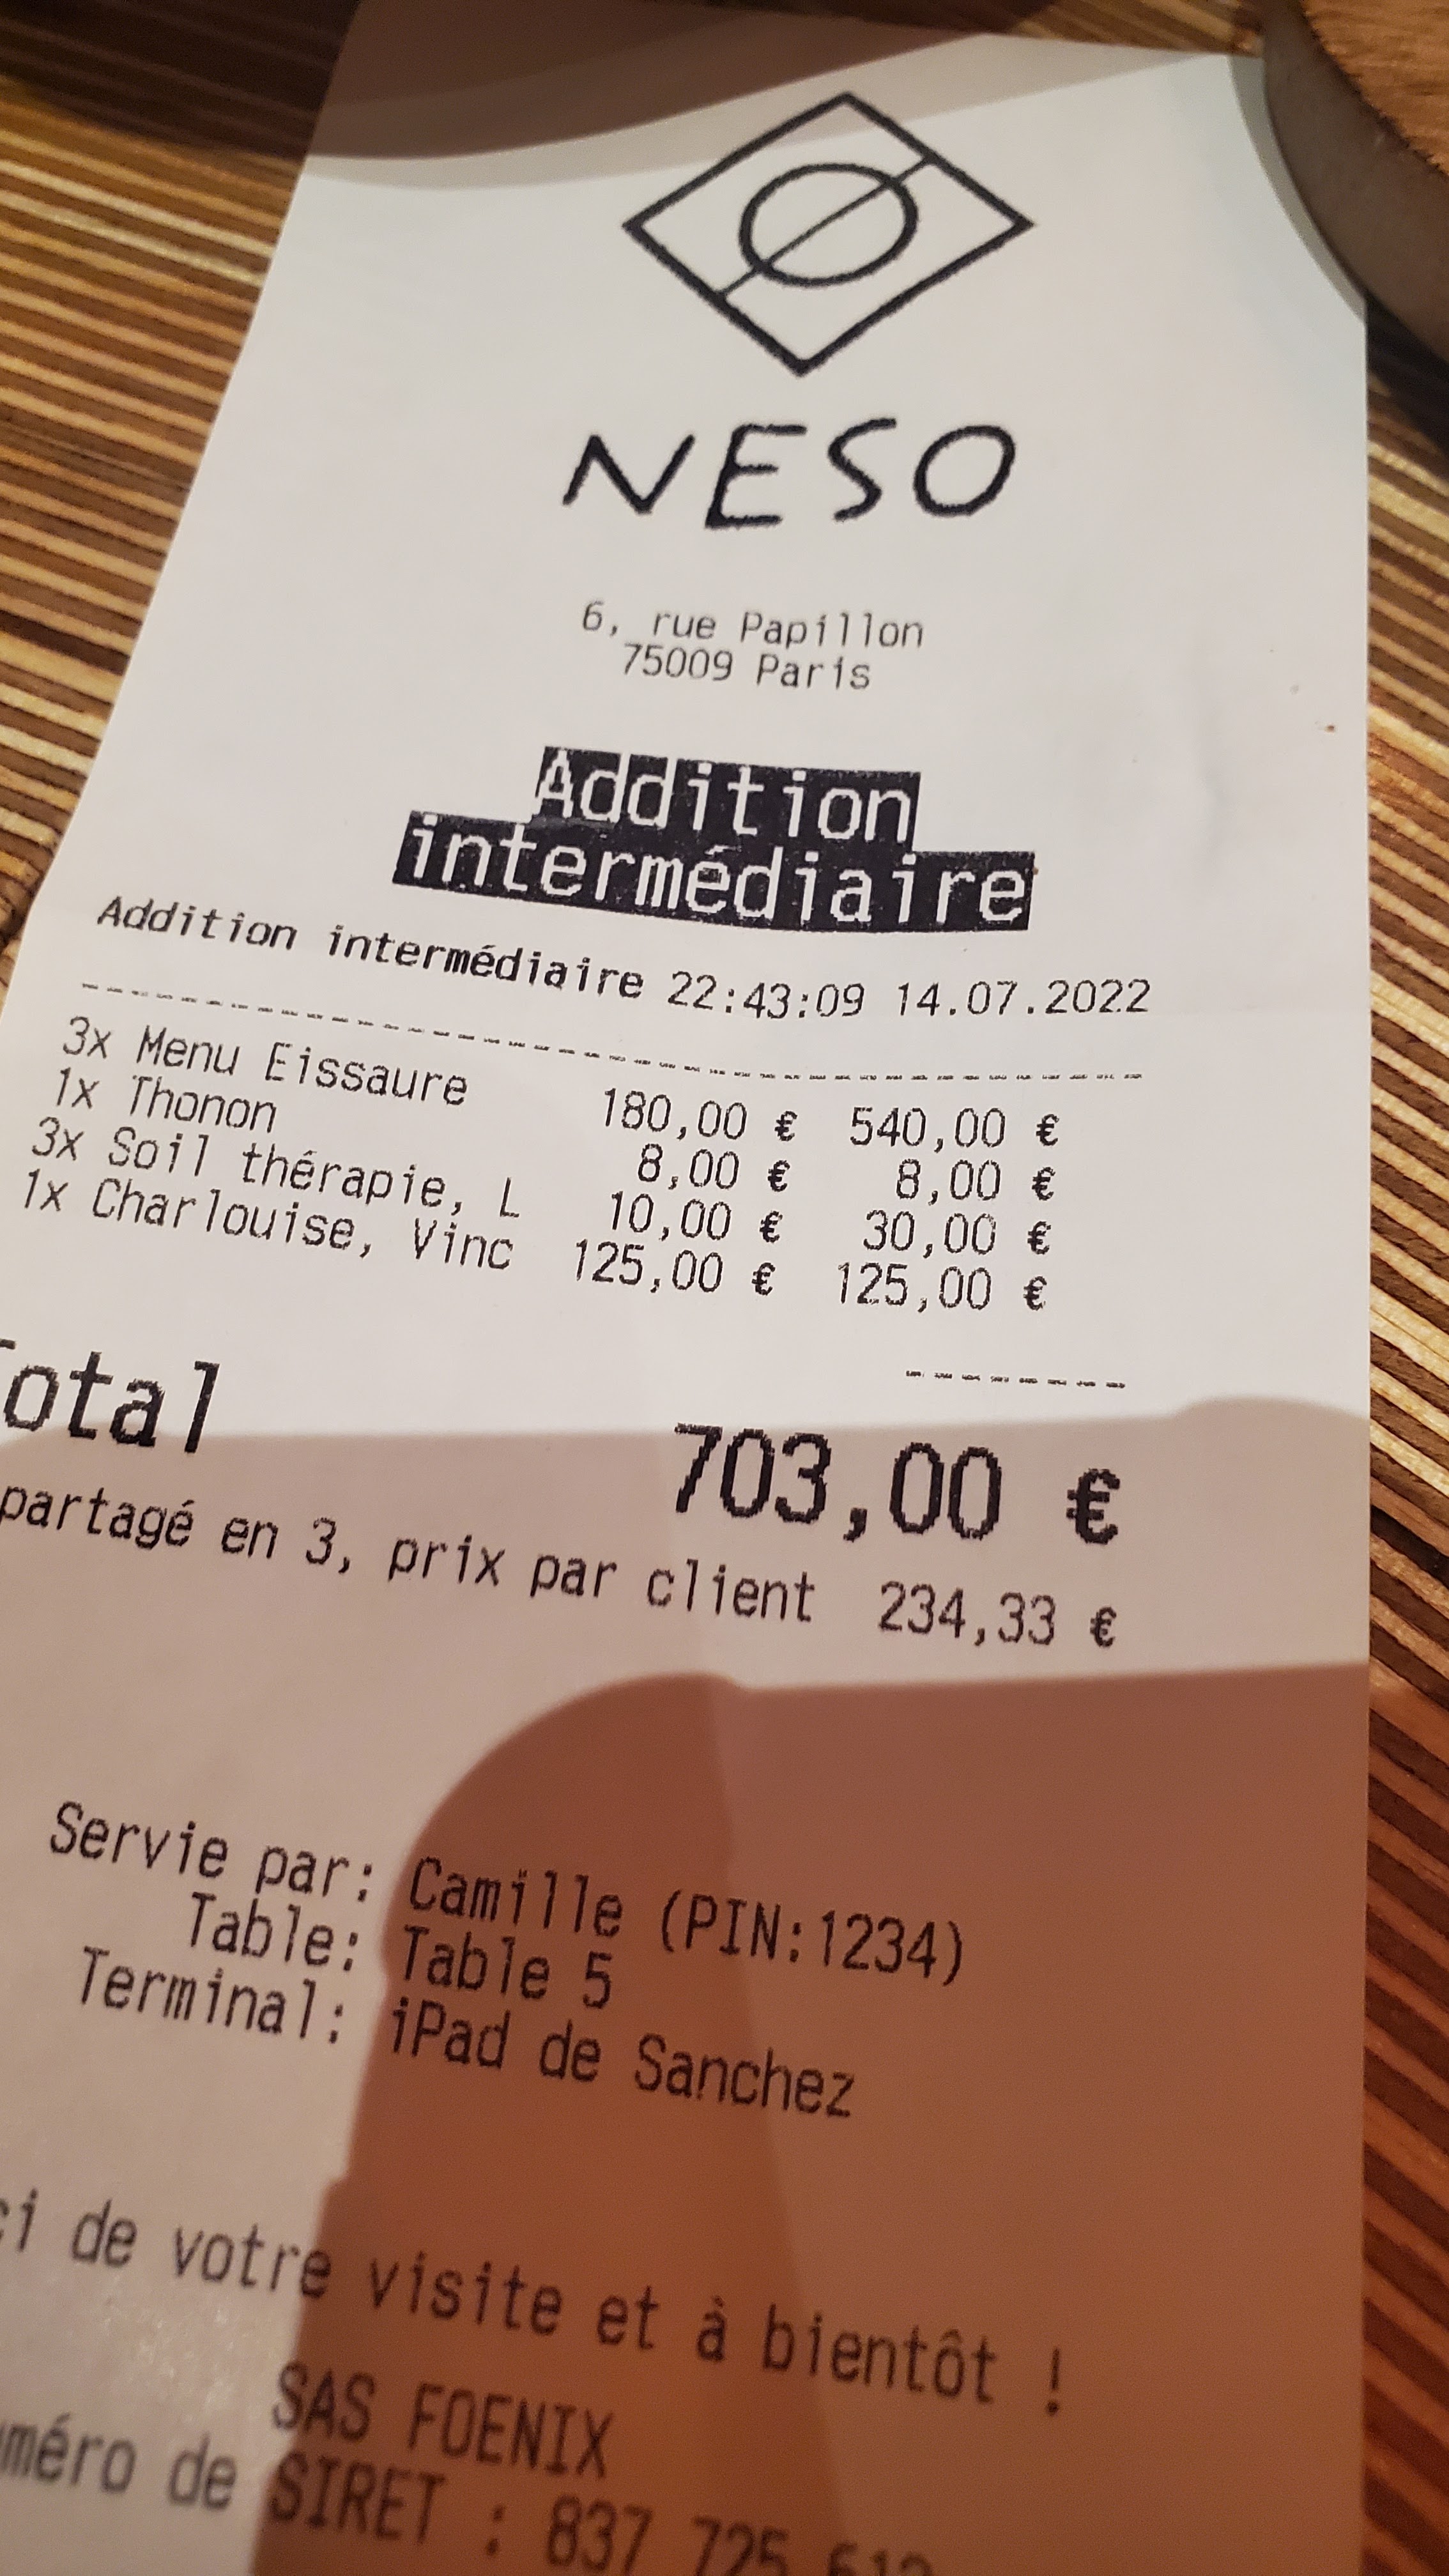 NESO
6, rue Papillon
75009 Paris
Addition
intermédiaire
Addition intermédiaire 22:43:09 14.07.2022
3x Menu Eissaure 180,00 € 540,00 €
1x Thonon 8,00 € 8,00 €
3x Soil thérapie, L 10,00 € 30,00 €
1x Charlouise, Vinc 125,00 € 125,00 €
Total 703,00 €
partagé en 3, prix par client 234,33 €
Servie par: Camille (PIN:1234)
Table: Table 5
Terminal: iPad de Sanchez
de votre visite et à bientôt !
SAS FOENIX
de SIRET : 837 725